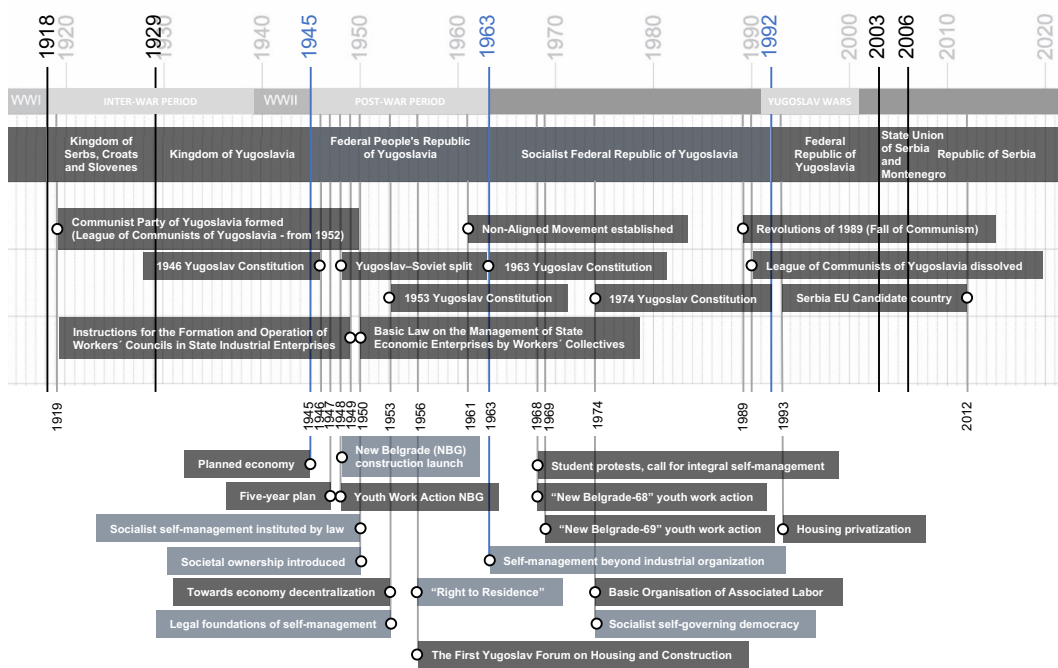 1918
1920
1929
1930
1940
1945
1950
1960
1963
1970
1980
1990
1992
2000
2003
2006
2010
2020
WWI
INTER-WAR PERIOD
WWII
POST-WAR PERIOD
YUGOSLAV WARS
Kingdom of
Serbs, Croats
and Slovenes
Kingdom of Yugoslavia
Federal People's Republic
of Yugoslavia
Socialist Federal Republic of Yugoslavia
Federal
Republic of
Yugoslavia
State Union
of Serbia
and
Montenegro
Republic of Serbia
Communist Party of Yugoslavia formed
(League of Communists of Yugoslavia - from 1952)
Non-Aligned Movement established
Revolutions of 1989 (Fall of Communism)
1946 Yugoslav Constitution
Yugoslav–Soviet split
1963 Yugoslav Constitution
League of Communists of Yugoslavia dissolved
1953 Yugoslav Constitution
1974 Yugoslav Constitution
Serbia EU Candidate country
Instructions for the Formation and Operation of
Workers´ Councils in State Industrial Enterprises
Basic Law on the Management of State
Economic Enterprises by Workers´ Collectives
1919
1945
1946
1947
1948
1949
1950
1953
1956
1961
1963
1968
1969
1974
1989
1993
2012
Planned economy
New Belgrade (NBG)
construction launch
Student protests, call for integral self-management
Five-year plan
Youth Work Action NBG
“New Belgrade-68” youth work action
Socialist self-management instituted by law
“New Belgrade-69” youth work action
Housing privatization
Societal ownership introduced
Self-management beyond industrial organization
Towards economy decentralization
“Right to Residence”
Basic Organisation of Associated Labor
Legal foundations of self-management
Socialist self-governing democracy
The First Yugoslav Forum on Housing and Construction